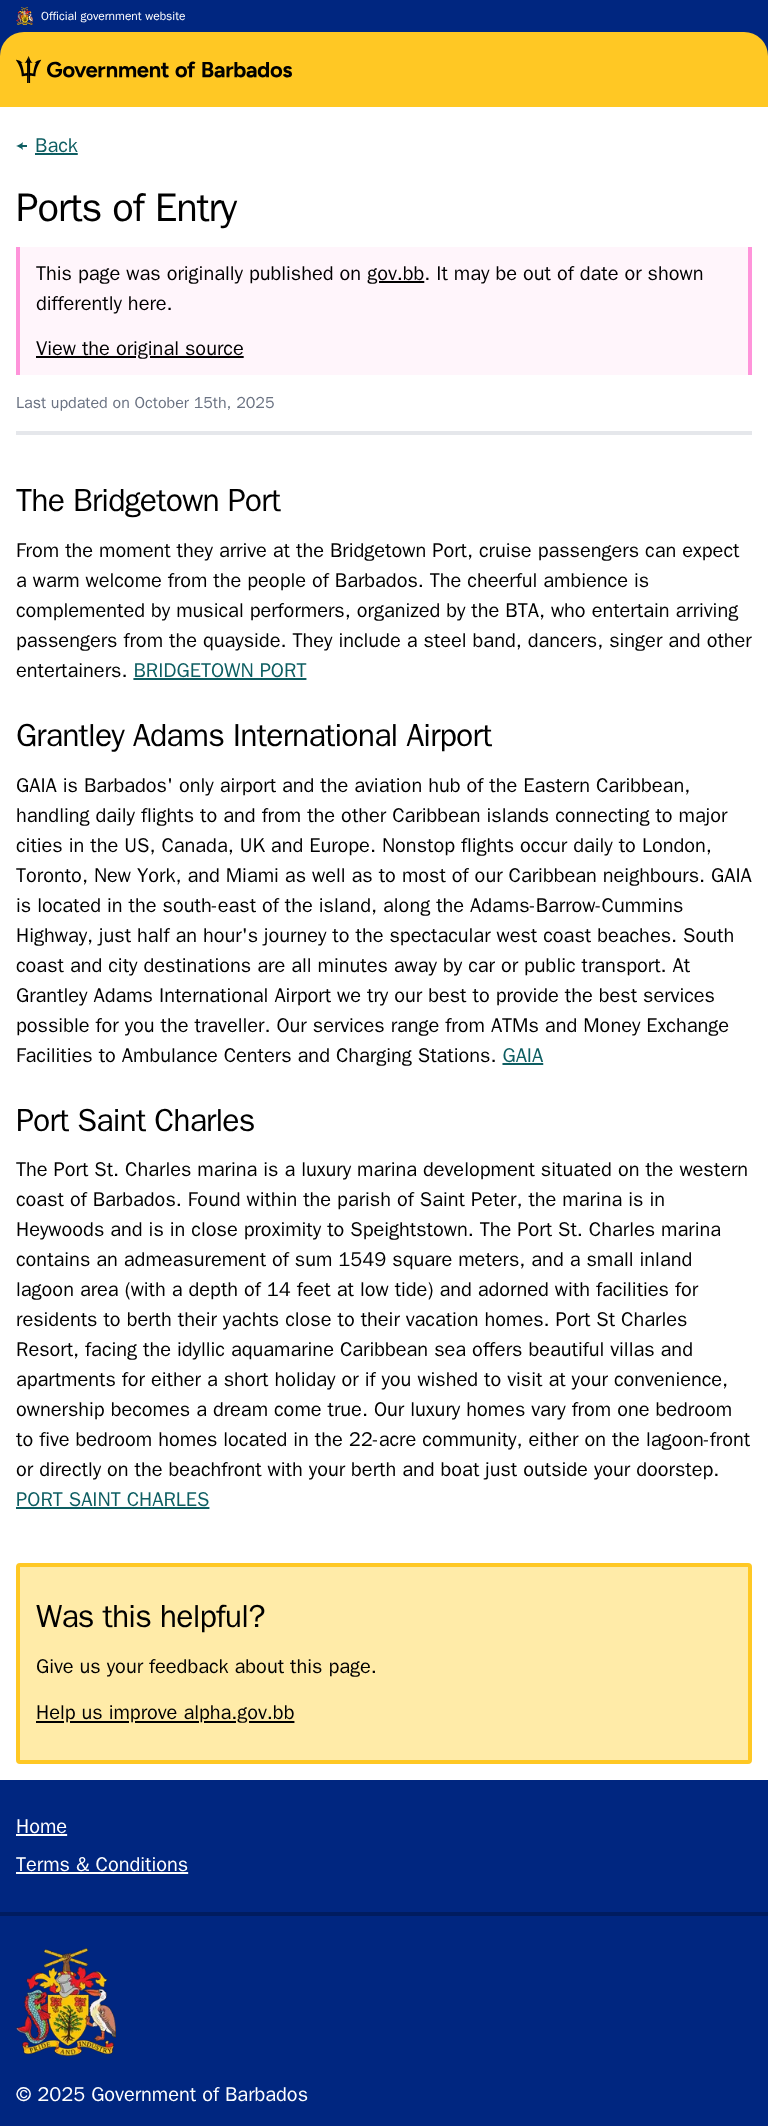 Official government website
Government of Barbados
← Back
Ports of Entry
This page was originally published on gov.bb. It may be out of date or shown
differently here.
View the original source
Last updated on October 15th, 2025
The Bridgetown Port
From the moment they arrive at the Bridgetown Port, cruise passengers can expect
a warm welcome from the people of Barbados. The cheerful ambience is
complemented by musical performers, organized by the BTA, who entertain arriving
passengers from the quayside. They include a steel band, dancers, singer and other
entertainers. BRIDGETOWN PORT
Grantley Adams International Airport
GAIA is Barbados' only airport and the aviation hub of the Eastern Caribbean,
handling daily flights to and from the other Caribbean islands connecting to major
cities in the US, Canada, UK and Europe. Nonstop flights occur daily to London,
Toronto, New York, and Miami as well as to most of our Caribbean neighbours. GAIA
is located in the south-east of the island, along the Adams-Barrow-Cummins
Highway, just half an hour's journey to the spectacular west coast beaches. South
coast and city destinations are all minutes away by car or public transport. At
Grantley Adams International Airport we try our best to provide the best services
possible for you the traveller. Our services range from ATMs and Money Exchange
Facilities to Ambulance Centers and Charging Stations. GAIA
Port Saint Charles
The Port St. Charles marina is a luxury marina development situated on the western
coast of Barbados. Found within the parish of Saint Peter, the marina is in
Heywoods and is in close proximity to Speightstown. The Port St. Charles marina
contains an admeasurement of sum 1549 square meters, and a small inland
lagoon area (with a depth of 14 feet at low tide) and adorned with facilities for
residents to berth their yachts close to their vacation homes. Port St Charles
Resort, facing the idyllic aquamarine Caribbean sea offers beautiful villas and
apartments for either a short holiday or if you wished to visit at your convenience,
ownership becomes a dream come true. Our luxury homes vary from one bedroom
to five bedroom homes located in the 22-acre community, either on the lagoon-front
or directly on the beachfront with your berth and boat just outside your doorstep.
PORT SAINT CHARLES
Was this helpful?
Give us your feedback about this page.
Help us improve alpha.gov.bb
Home
Terms & Conditions
PRIDE AND INDUSTRY
© 2025 Government of Barbados